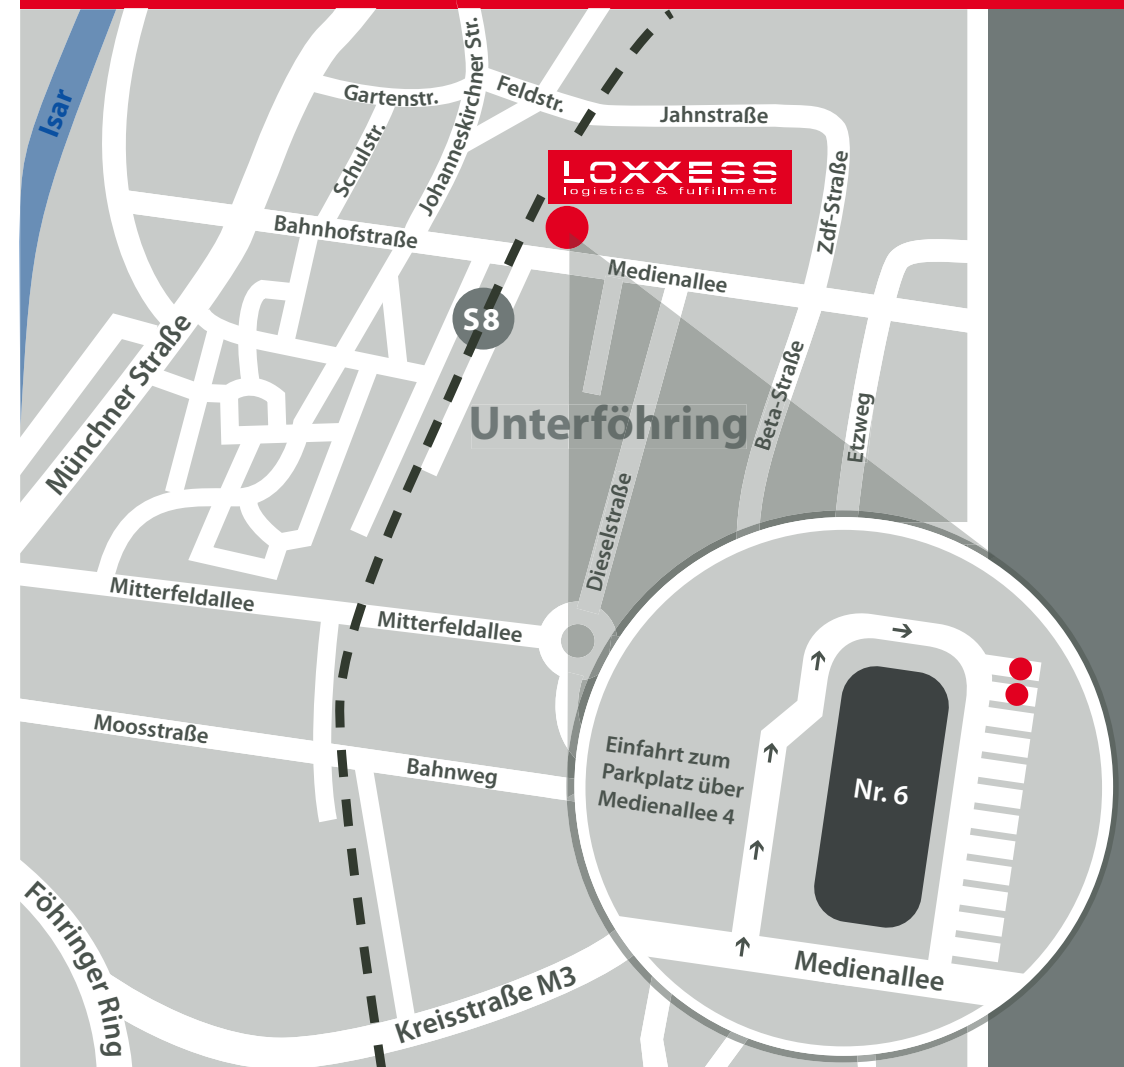 Isar
Gartenstr.
Johanneskirchner Str.
Feldstr.
Jahnstraße
Schulstr.
LOXXESS
logistics & fulfillment
Zdf-Straße
Bahnhofstraße
Medienallee
S8
Münchner Straße
Unterföhring
Beta-Straße
Etzweg
Dieselstraße
Mitterfeldallee
Mitterfeldallee
Moosstraße
Bahnweg
Einfahrt zum
Parkplatz über
Medienallee 4
Nr. 6
Medienallee
Föhringer Ring
Kreisstraße M3